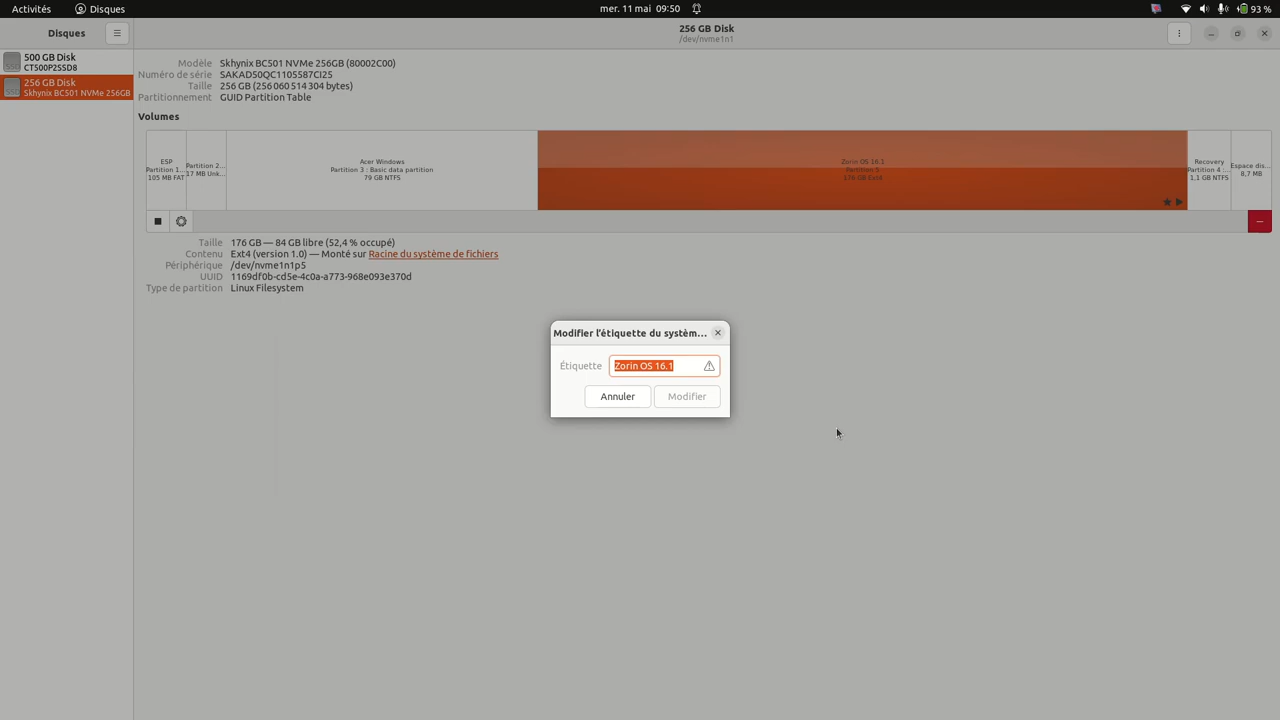 Activités
Disques
mer. 11 mai 09:50
93 %
Disques
256 GB Disk
/dev/nvme1n1
500 GB Disk
CT500P2SSD8
256 GB Disk
Skhynix BC501 NVMe 256GB
Modèle Skhynix BC501 NVMe 256GB (80002C00)
Numéro de série SAKAD50QC1105587CI25
Taille 256 GB (256 060 514 304 bytes)
Partitionnement GUID Partition Table
Volumes
ESP
Partition 1...
105 MB FAT
Partition 2...
17 MB Unk...
Acer Windows
Partition 3 : Basic data partition
79 GB NTFS
Zorin OS 16.1
Partition 5
176 GB Ext4
Recovery
Partition 4 :...
1,1 GB NTFS
Espace dis...
8,7 MB
Taille 176 GB — 84 GB libre (52,4 % occupé)
Contenu Ext4 (version 1.0) — Monté sur Racine du système de fichiers
Périphérique /dev/nvme1n1p5
UUID 1169df0b-cd5e-4c0a-a773-968e093e370d
Type de partition Linux Filesystem
Modifier l'étiquette du systèm...
Étiquette Zorin OS 16.1
Annuler
Modifier